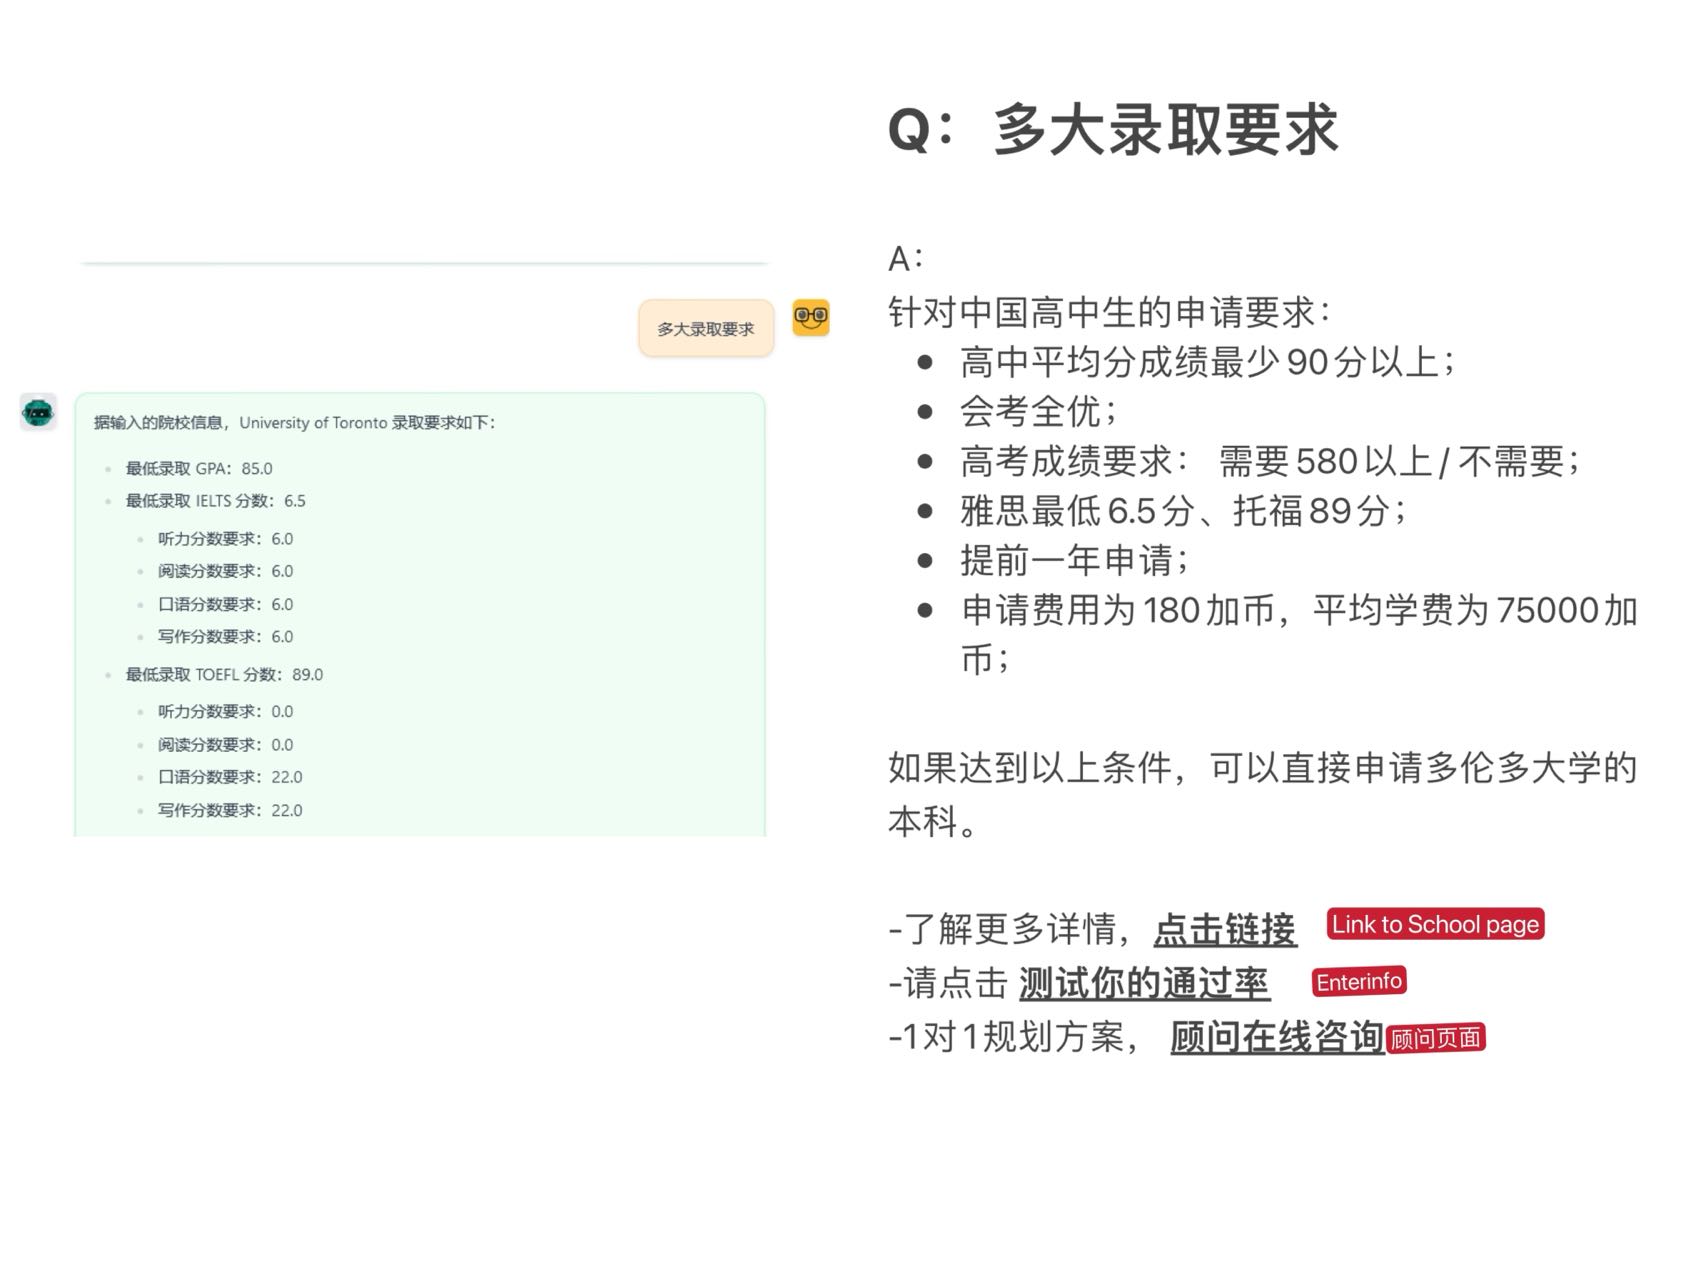 多大录取要求
据输入的院校信息，University of Toronto 录取要求如下：
最低录取 GPA：85.0
最低录取 IELTS 分数：6.5
听力分数要求：6.0
阅读分数要求：6.0
口语分数要求：6.0
写作分数要求：6.0
最低录取 TOEFL 分数：89.0
听力分数要求：0.0
阅读分数要求：0.0
口语分数要求：22.0
写作分数要求：22.0
Q：多大录取要求
A：
针对中国高中生的申请要求：
高中平均分成绩最少90分以上；
会考全优；
高考成绩要求： 需要580以上/不需要；
雅思最低6.5分、托福89分；
提前一年申请；
申请费用为180加币，平均学费为75000加
币；
如果达到以上条件，可以直接申请多伦多大学的
本科。
-了解更多详情，点击链接 Link to School page
-请点击 测试你的通过率 Enterinfo
-1对1规划方案， 顾问在线咨询 顾问页面